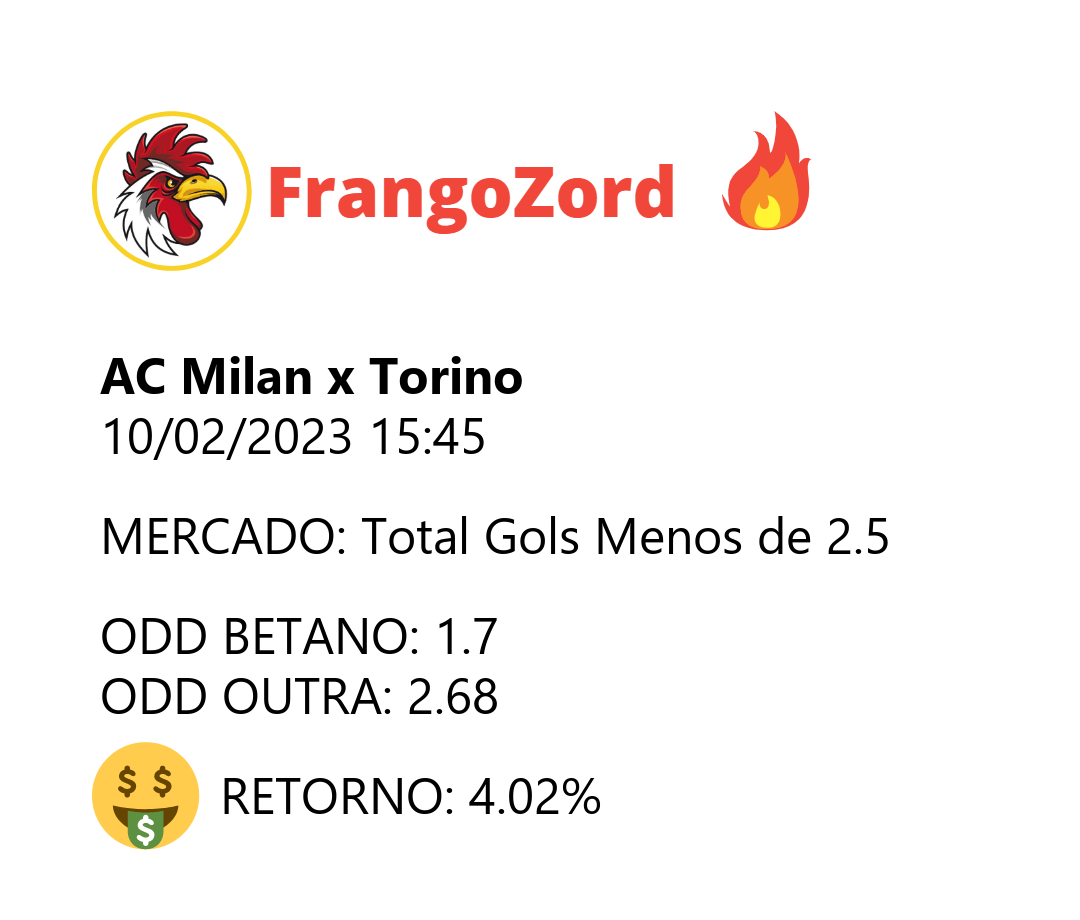 FrangoZord
AC Milan x Torino
10/02/2023 15:45
MERCADO: Total Gols Menos de 2.5
ODD BETANO: 1.7
ODD OUTRA: 2.68
RETORNO: 4.02%